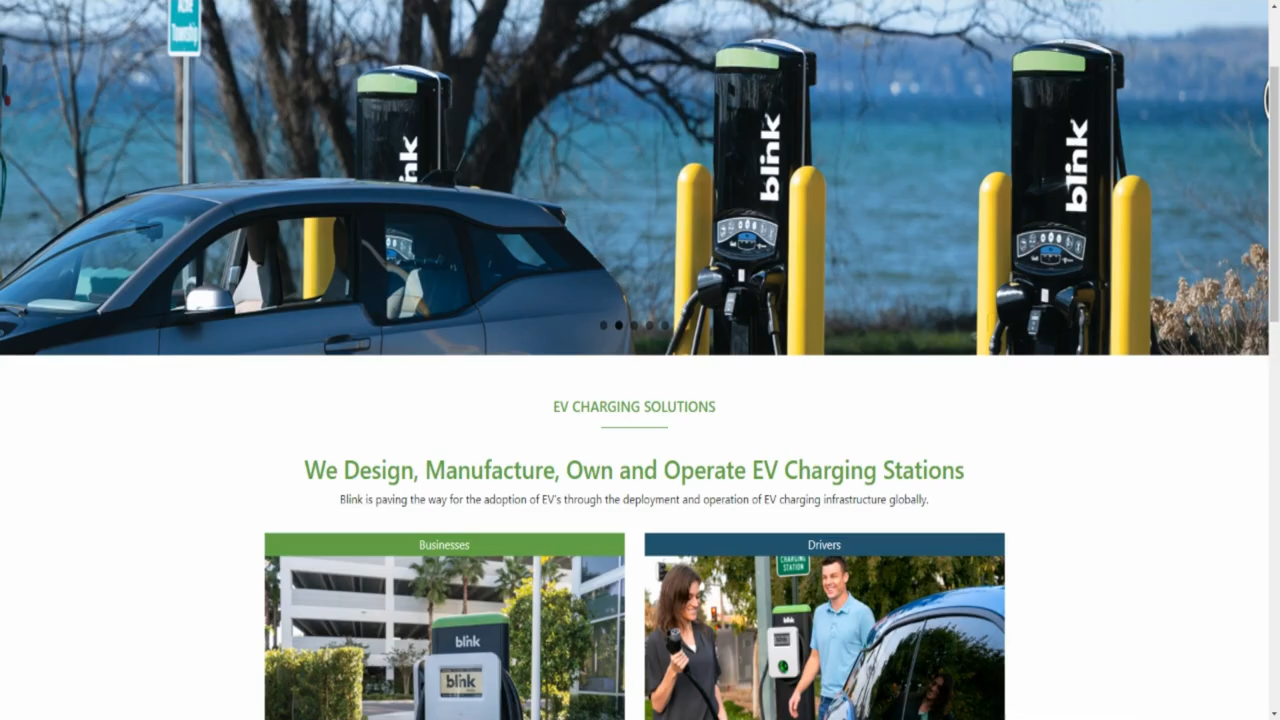 Acme
Township
blink
blink
EV CHARGING SOLUTIONS
We Design, Manufacture, Own and Operate EV Charging Stations
Blink is paving the way for the adoption of EV's through the deployment and operation of EV charging infrastructure globally.
Businesses
Drivers
CHARGING
STATION
blink
blink